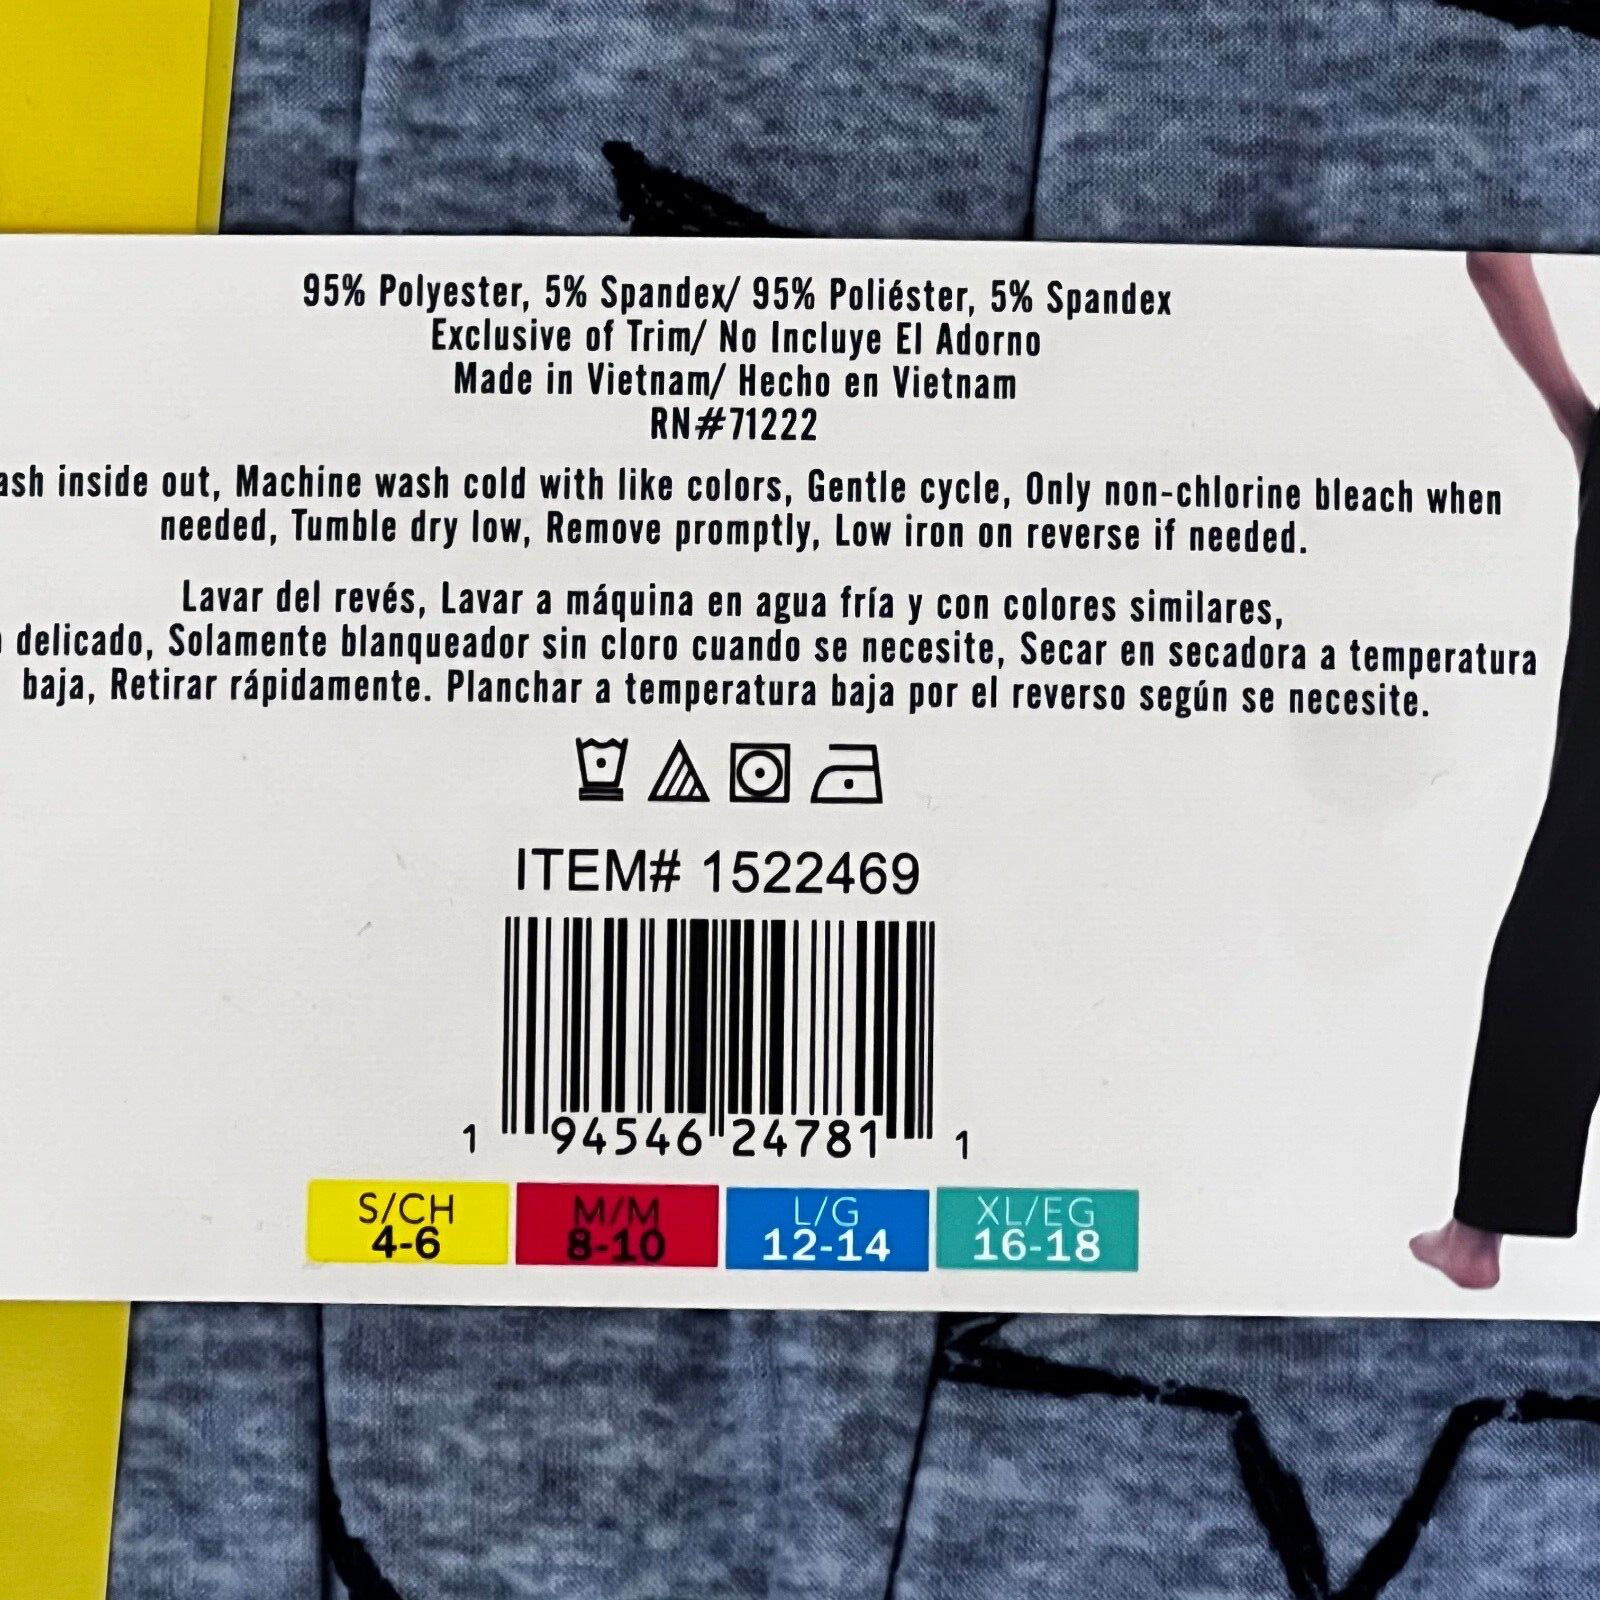 95% Polyester, 5% Spandex/ 95% Poliéster, 5% Spandex
Exclusive of Trim/ No Incluye El Adorno
Made in Vietnam/ Hecho en Vietnam
RN#71222
ash inside out, Machine wash cold with like colors, Gentle cycle, Only non-chlorine bleach when
needed, Tumble dry low, Remove promptly, Low iron on reverse if needed.
Lavar del revés, Lavar a máquina en agua fría y con colores similares,
delicado, Solamente blanqueador sin cloro cuando se necesite, Secar en secadora a temperatura
baja, Retirar rápidamente. Planchar a temperatura baja por el reverso según se necesite.
ITEM# 1522469
1 94546 24781 1
S/CH M/M L/G XL/EG
4-6 8-10 12-14 16-18